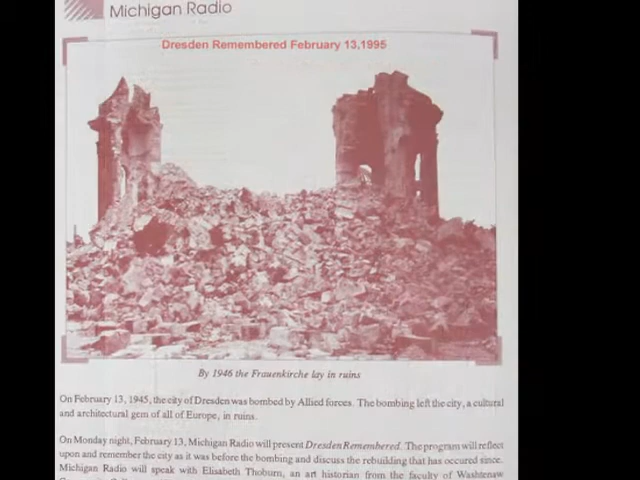 Michigan Radio
Dresden Remembered February 13,1995
By 1946 the Frauenkirche lay in ruins
On February 13, 1945, the city of Dresden was bombed by Allied forces. The bombing left the city, a cultural
and architectural gem of all of Europe, in ruins.
On Monday night, February 13, Michigan Radio will present Dresden Remembered. The program will reflect
upon and remember the city as it was before the bombing and discuss the rebuilding that has occured since.
Michigan Radio will speak with Elisabeth Thoburn, an art historian from the faculty of Washtenaw